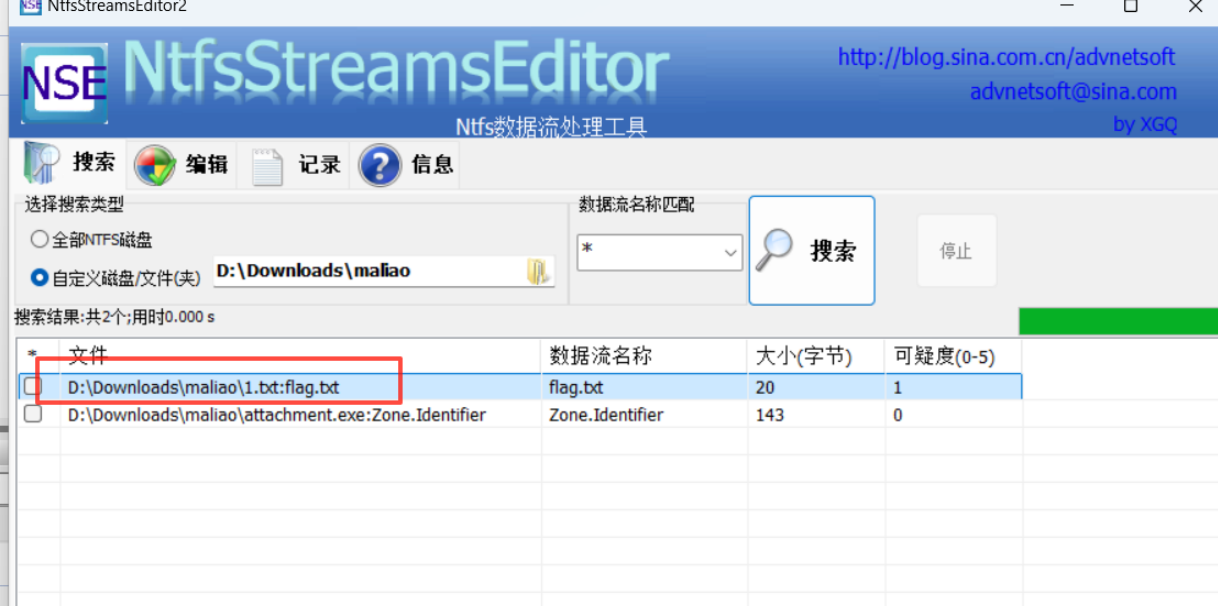 NtfsStreamsEditor2
NSE NtfsStreamsEditor
http://blog.sina.com.cn/advnetsoft
advnetsoft@sina.com
Ntfs数据流处理工具
by XGQ
搜索 编辑 记录 信息
选择搜索类型 数据流名称匹配
全部NTFS磁盘 * 搜索 停止
自定义磁盘/文件(夹) D:\Downloads\maliao
搜索结果:共2个;用时0.000 s
* 文件 数据流名称 大小(字节) 可疑度(0-5)
D:\Downloads\maliao\1.txt:flag.txt flag.txt 20 1
D:\Downloads\maliao\attachment.exe:Zone.Identifier Zone.Identifier 143 0